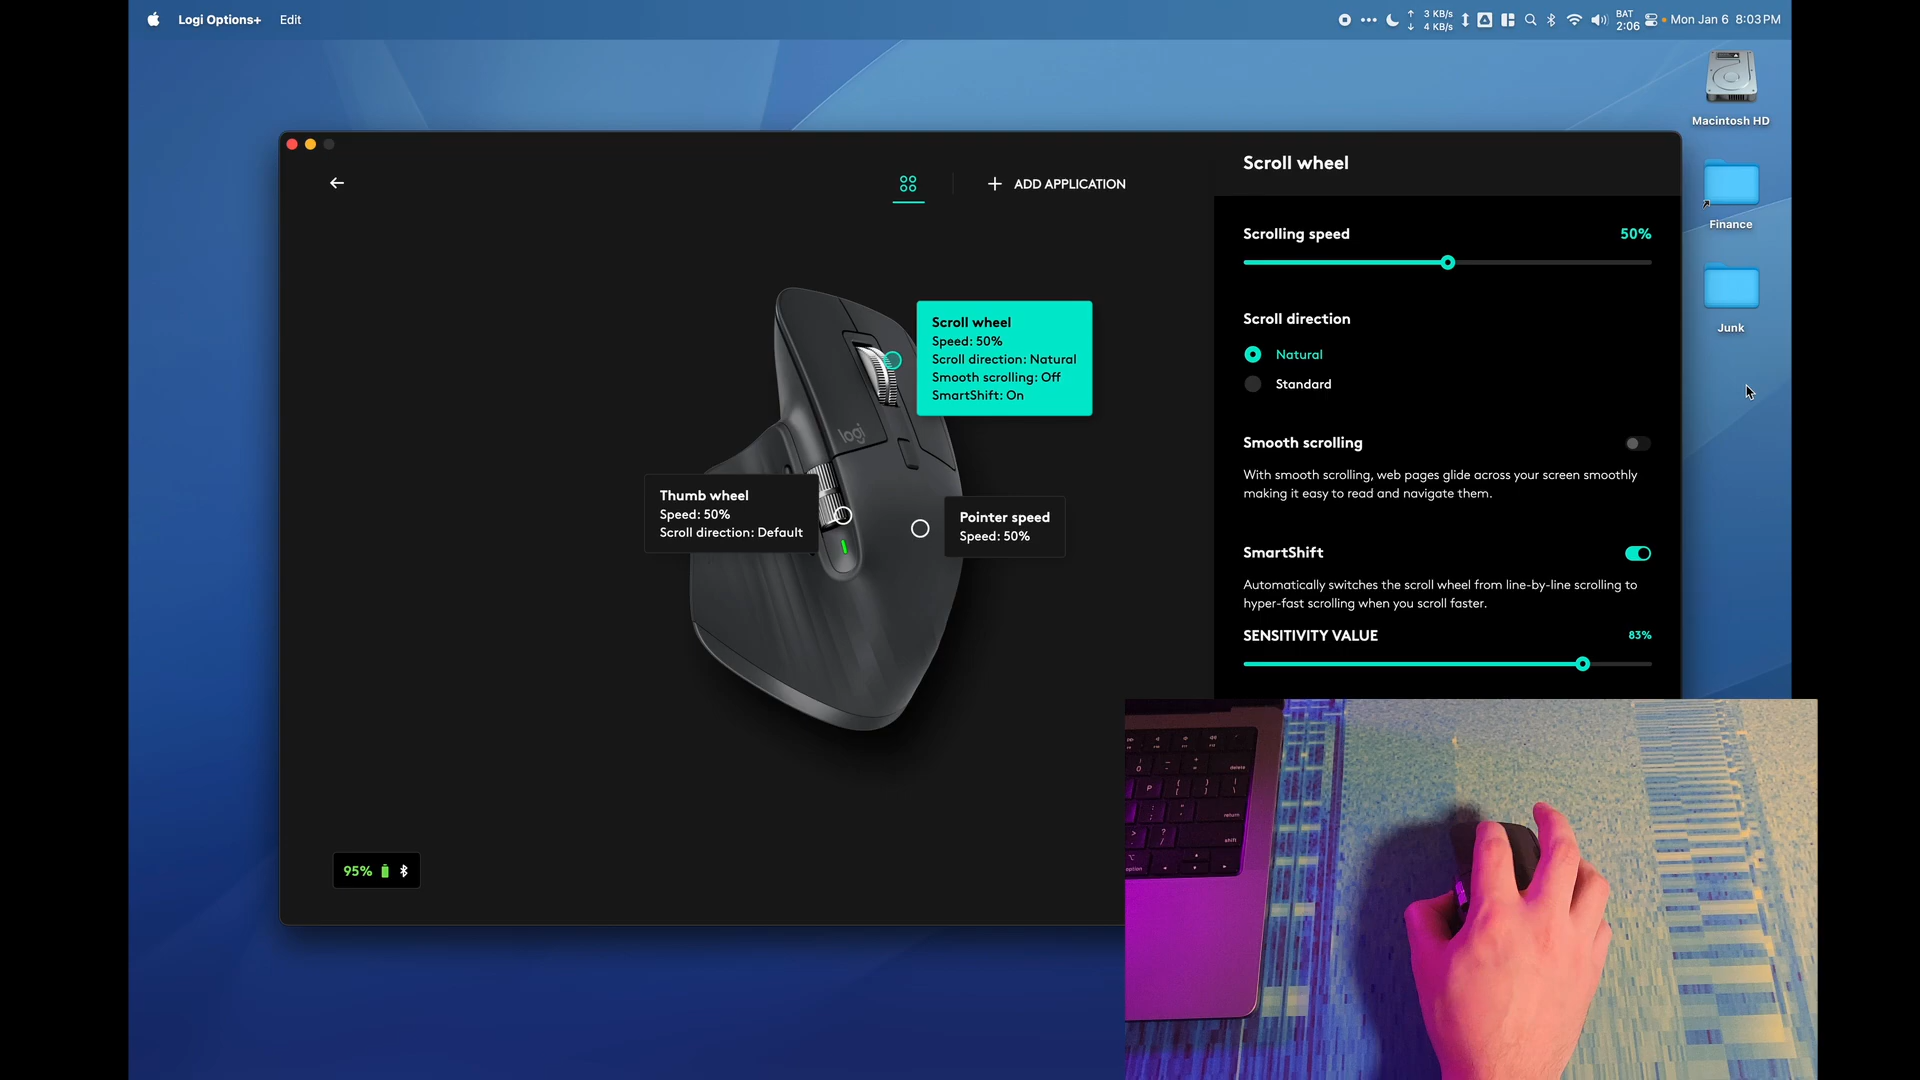 Logi Options+ Edit
3 KB/s
4 KB/s
BAT
2:06
Mon Jan 6 8:03 PM
Macintosh HD
Finance
Junk
ADD APPLICATION
Scroll wheel
Speed: 50%
Scroll direction: Natural
Smooth scrolling: Off
SmartShift: On
logi
Thumb wheel
Speed: 50%
Scroll direction: Default
Pointer speed
Speed: 50%
95%
Scroll wheel
Scrolling speed 50%
Scroll direction
Natural
Standard
Smooth scrolling
With smooth scrolling, web pages glide across your screen smoothly
making it easy to read and navigate them.
SmartShift
Automatically switches the scroll wheel from line-by-line scrolling to
hyper-fast scrolling when you scroll faster.
SENSITIVITY VALUE 83%
delete
P
return
shift
option